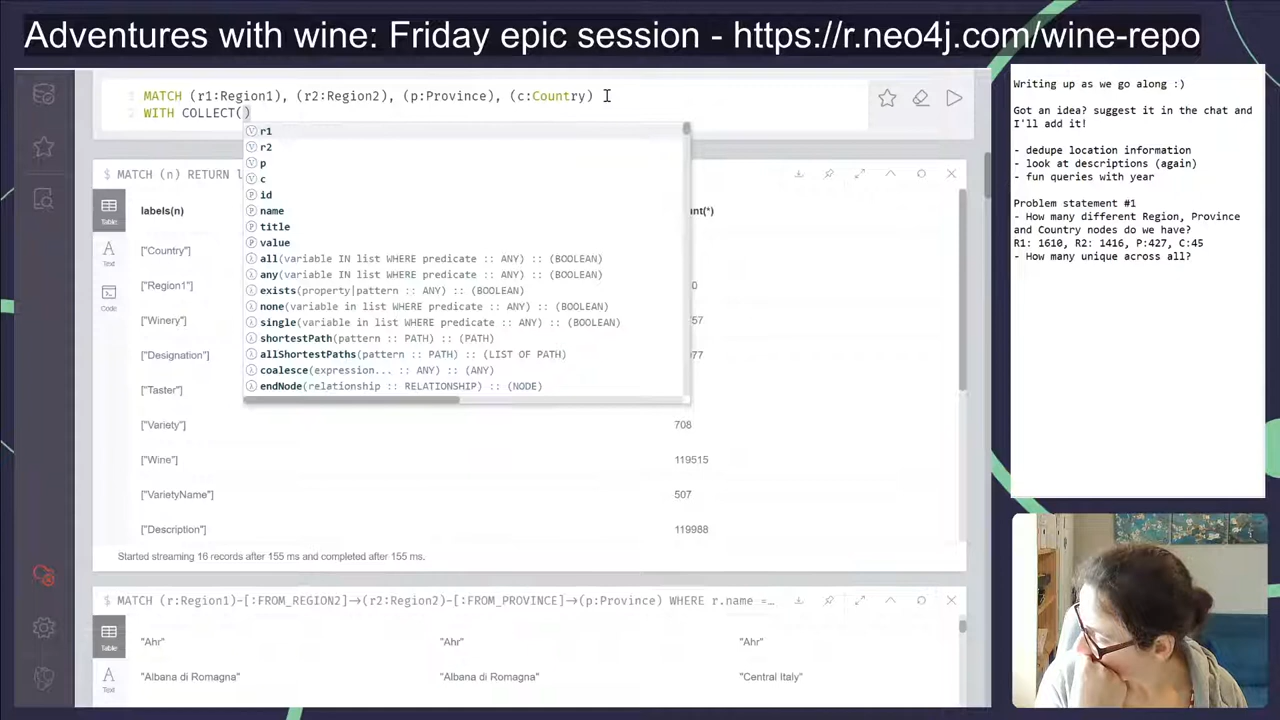 Adventures with wine: Friday epic session - https://r.neo4j.com/wine-repo
1 MATCH (r1:Region1), (r2:Region2), (p:Province), (c:Country)
2 WITH COLLECT()
r1
r2
p
c
id
name
title
value
all(variable IN list WHERE predicate :: ANY) :: (BOOLEAN)
any(variable IN list WHERE predicate :: ANY) :: (BOOLEAN)
exists(property|pattern :: ANY) :: (BOOLEAN)
none(variable in list WHERE predicate :: ANY) :: (BOOLEAN)
single(variable in list WHERE predicate :: ANY) :: (BOOLEAN)
shortestPath(pattern :: PATH) :: (PATH)
allShortestPaths(pattern :: PATH) :: (LIST OF PATH)
coalesce(expression... :: ANY) :: (ANY)
endNode(relationship :: RELATIONSHIP) :: (NODE)
$ MATCH (n) RETURN
Table
Text
Code
labels(n)
["Country"]
["Region1"]
["Winery"]
["Designation"]
["Taster"]
["Variety"] 708
["Wine"] 119515
["VarietyName"] 507
["Description"] 119988
Started streaming 16 records after 155 ms and completed after 155 ms.
$ MATCH (r:Region1)-[:FROM_REGION2]→(r2:Region2)-[:FROM_PROVINCE]→(p:Province) WHERE r.name =…
Table
Text
"Ahr" "Ahr" "Ahr"
"Albana di Romagna" "Albana di Romagna" "Central Italy"
Writing up as we go along :)
Got an idea? suggest it in the chat and
I'll add it!
- dedupe location information
- look at descriptions (again)
- fun queries with year
Problem statement #1
- How many different Region, Province
and Country nodes do we have?
R1: 1610, R2: 1416, P:427, C:45
- How many unique across all?